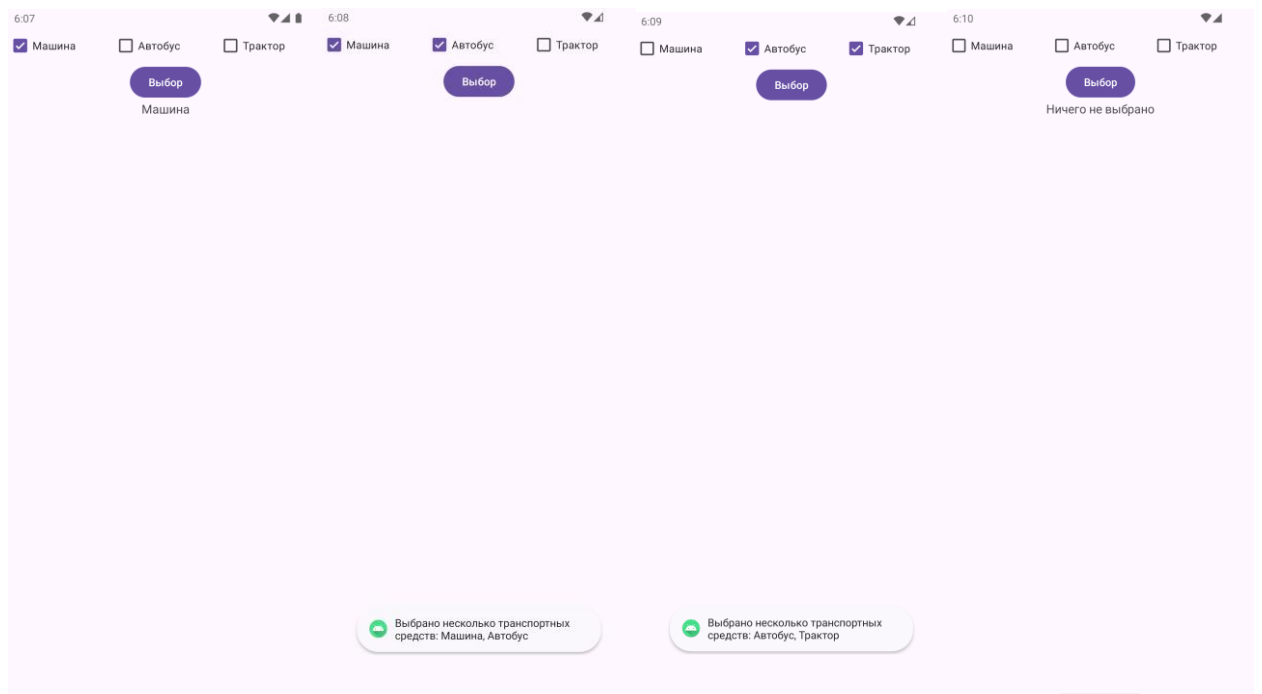 6:07
Машина Автобус Трактор
Выбор
Машина
6:08
Машина Автобус Трактор
Выбор
Выбрано несколько транспортных
средств: Машина, Автобус
6:09
Машина Автобус Трактор
Выбор
Выбрано несколько транспортных
средств: Автобус, Трактор
6:10
Машина Автобус Трактор
Выбор
Ничего не выбрано